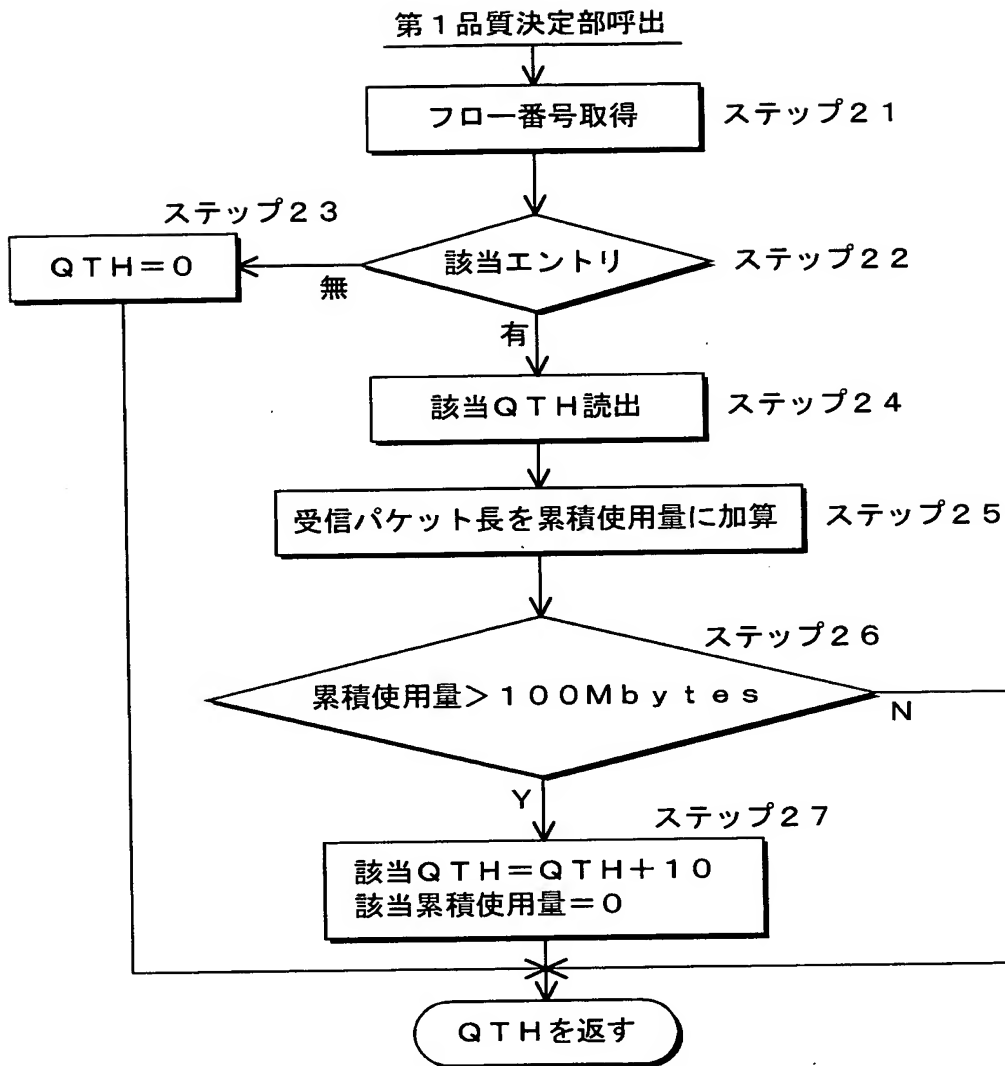 第1品質決定部呼出
フロー番号取得
ステップ21
ステップ23
QTH=0
無
該当エントリ
ステップ22
有
該当QTH読出
ステップ24
受信パケット長を累積使用量に加算
ステップ25
ステップ26
累積使用量>100Mbytes
N
Y
ステップ27
該当QTH=QTH+10
該当累積使用量=0
QTHを返す